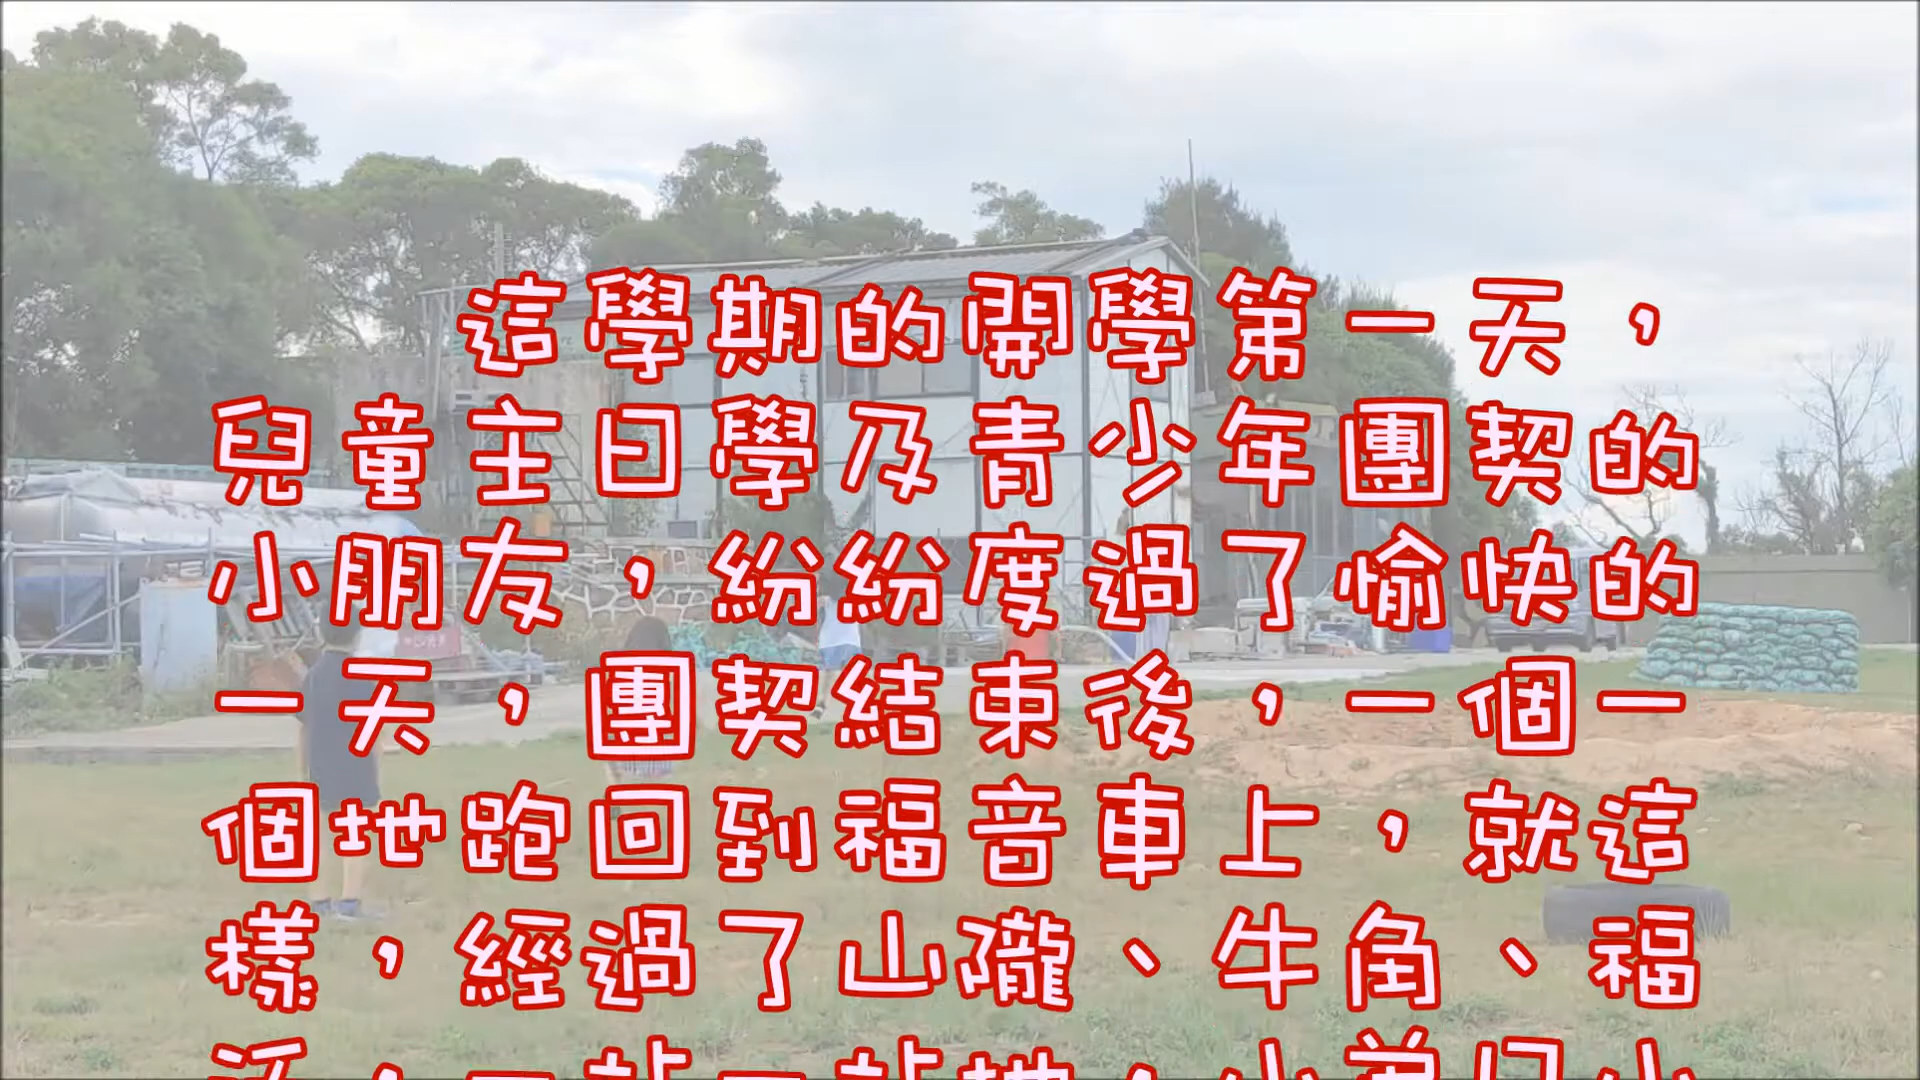 這學期的開學第一天，
兒童主日學及青少年團契的
小朋友，紛紛度過了愉快的
一天，團契結束後，一個一
個地跑回到福音車上，就這
樣，經過了山隴、牛角、福